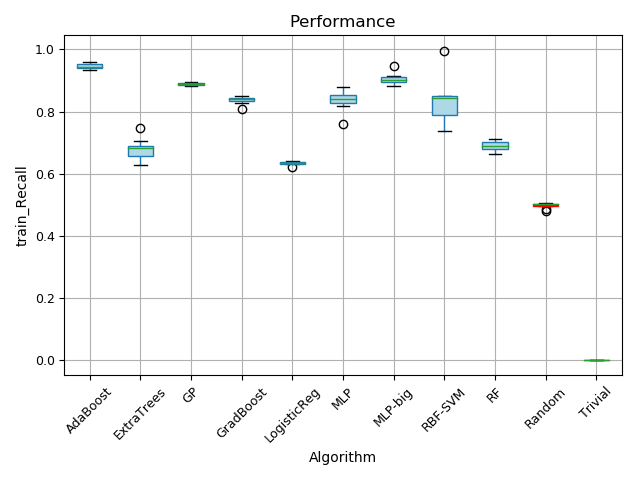 Performance
train_Recall
1.0
0.8
0.6
0.4
0.2
0.0
AdaBoost
ExtraTrees
GP
GradBoost
LogisticReg
MLP
MLP-big
RBF-SVM
RF
Random
Trivial
Algorithm